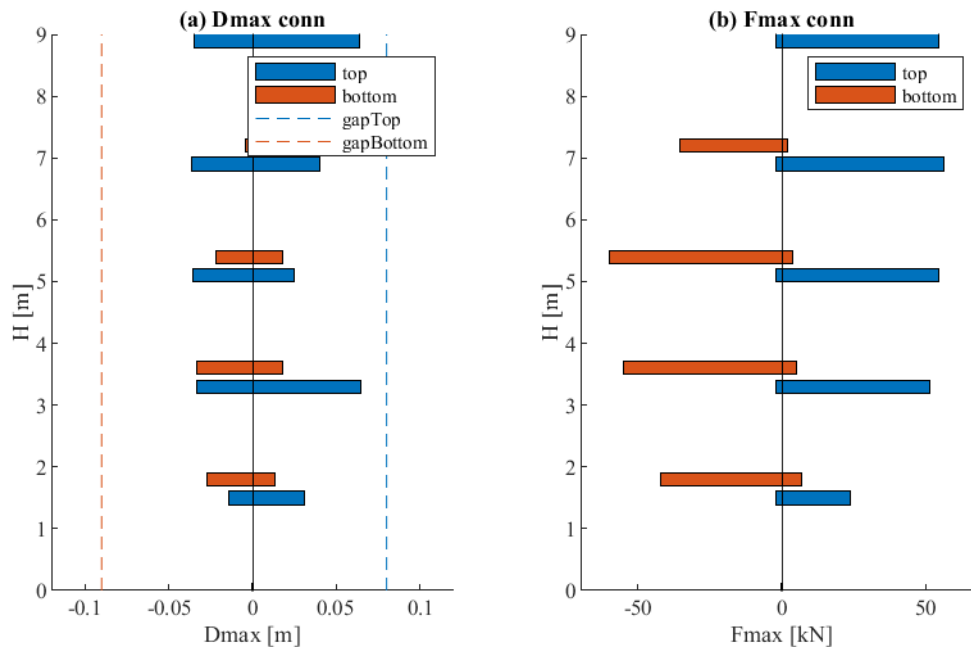 (a) Dmax conn
9
8
7
6
5
4
3
2
1
0
H [m]
top
bottom
gapTop
gapBottom
-0.1 -0.05 0 0.05 0.1
Dmax [m]
(b) Fmax conn
9
8
7
6
5
4
3
2
1
0
H [m]
top
bottom
-50 0 50
Fmax [kN]